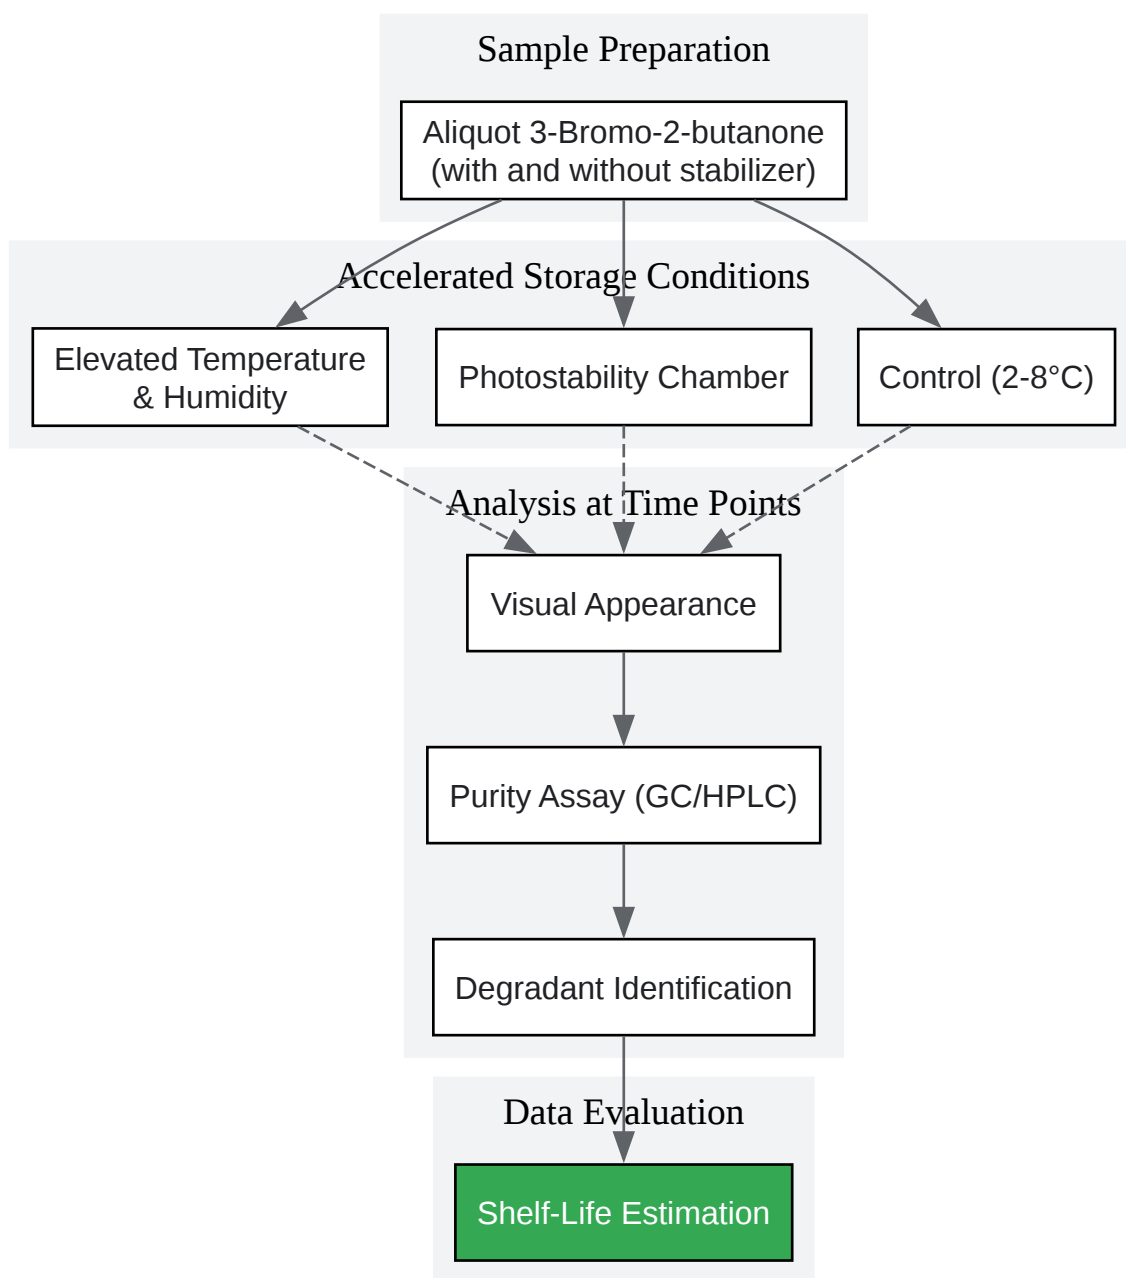 Sample Preparation
Aliquot 3-Bromo-2-butanone
(with and without stabilizer)
Accelerated Storage Conditions
Elevated Temperature
& Humidity
Photostability Chamber
Control (2-8°C)
Analysis at Time Points
Visual Appearance
Purity Assay (GC/HPLC)
Degradant Identification
Data Evaluation
Shelf-Life Estimation